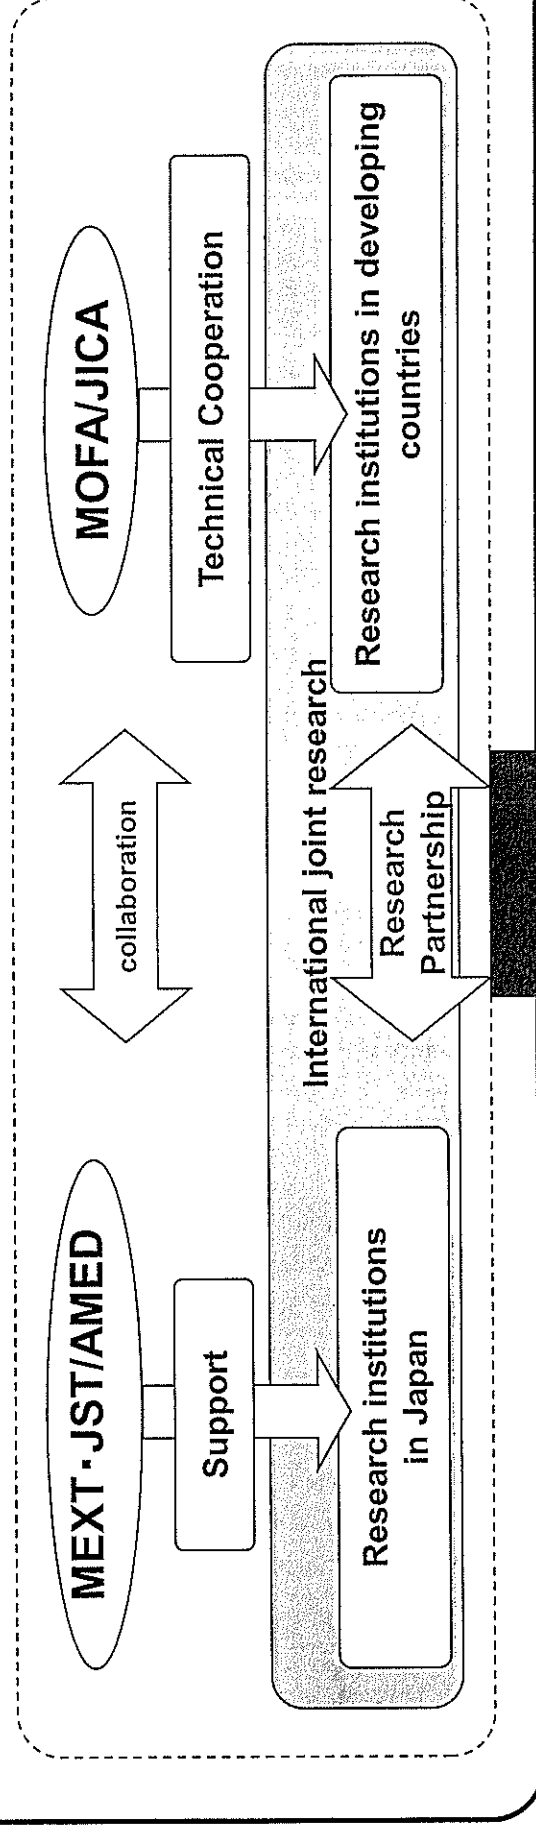 MEXT・JST/AMED
collaboration
MOFA/JICA
Support
Technical Cooperation
International joint research
Research institutions
in Japan
Research
Partnership
Research institutions in developing
countries